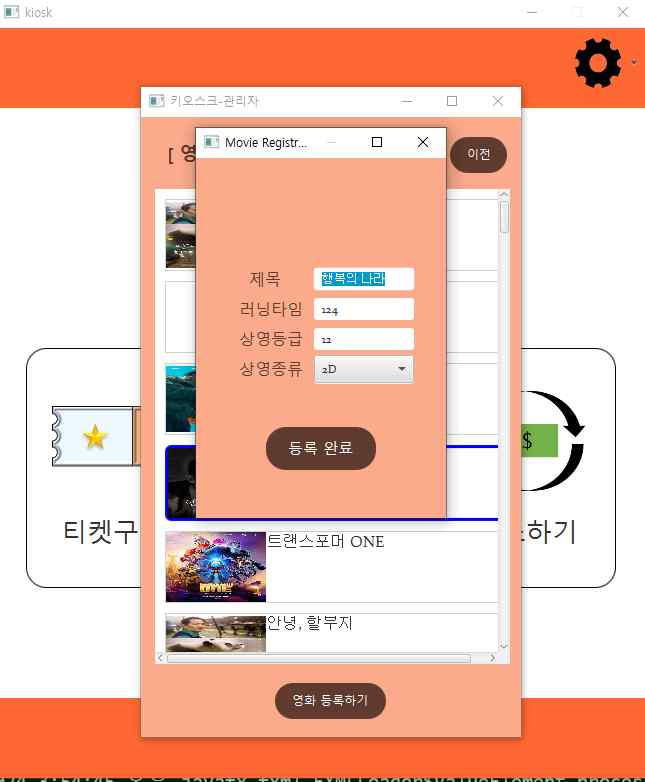 kiosk
키오스크-관리자
Movie Registr...
[ 영
이전
제목
행복의 나라
러닝타임
124
상영등급
12
상영종류
2D
등록 완료
$
티켓구
하기
트랜스포머 ONE
안녕, 할부지
영화 등록하기